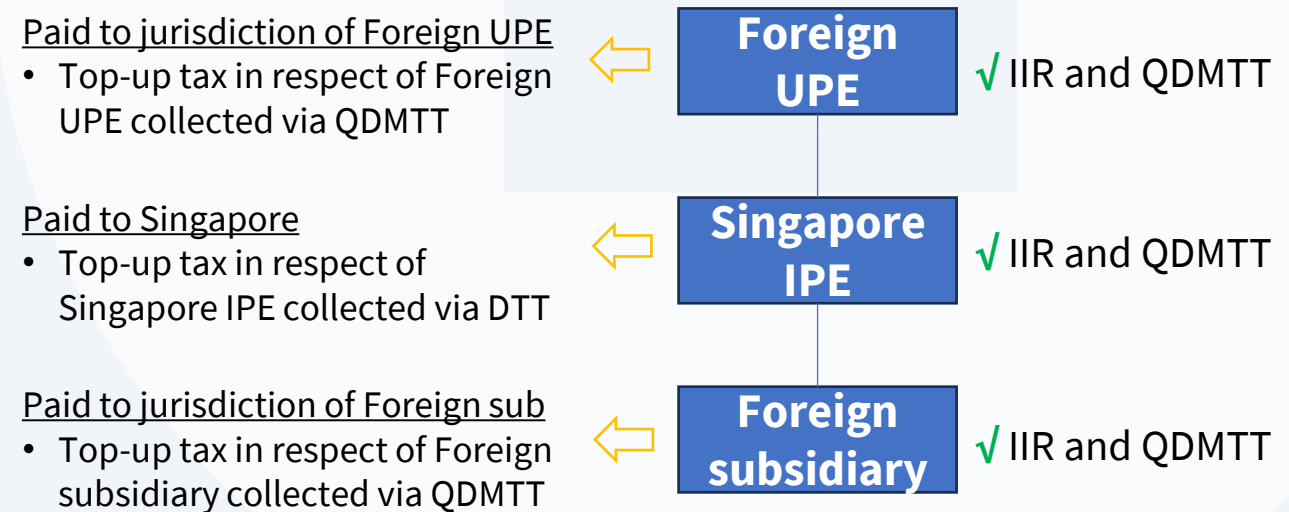 Paid to jurisdiction of Foreign UPE
• Top-up tax in respect of Foreign
UPE collected via QDMTT
Foreign
UPE
√ IIR and QDMTT
Paid to Singapore
• Top-up tax in respect of
Singapore IPE collected via DTT
Singapore
IPE
√ IIR and QDMTT
Paid to jurisdiction of Foreign sub
• Top-up tax in respect of Foreign
subsidiary collected via QDMTT
Foreign
subsidiary
√ IIR and QDMTT